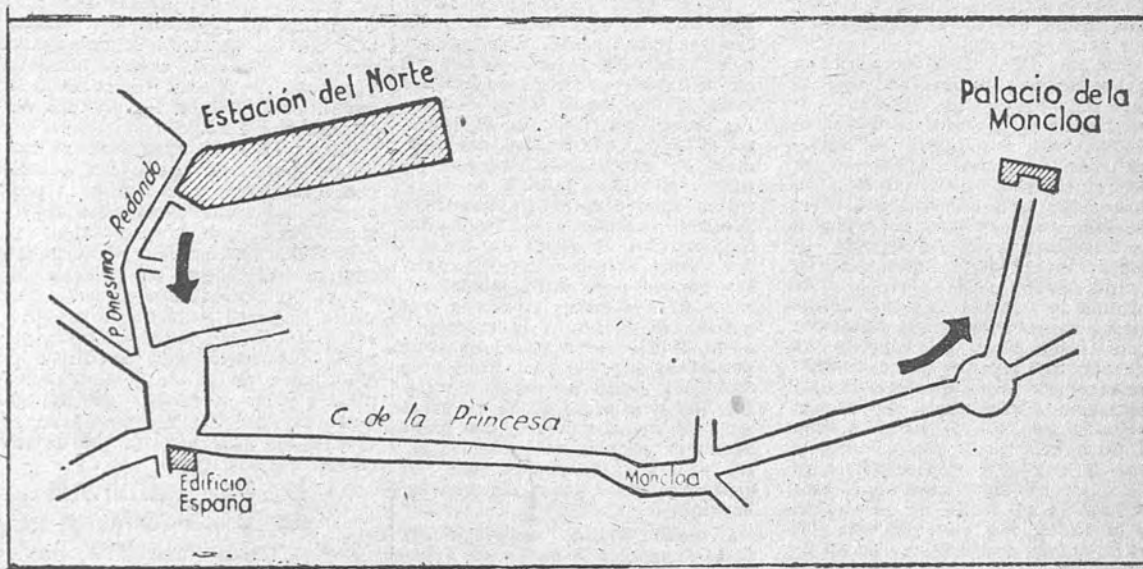 Estación del Norte
Palacio de la
Moncloa
P. Onesimo Redondo
C. de la Princesa
Moncloa
Edificio
España